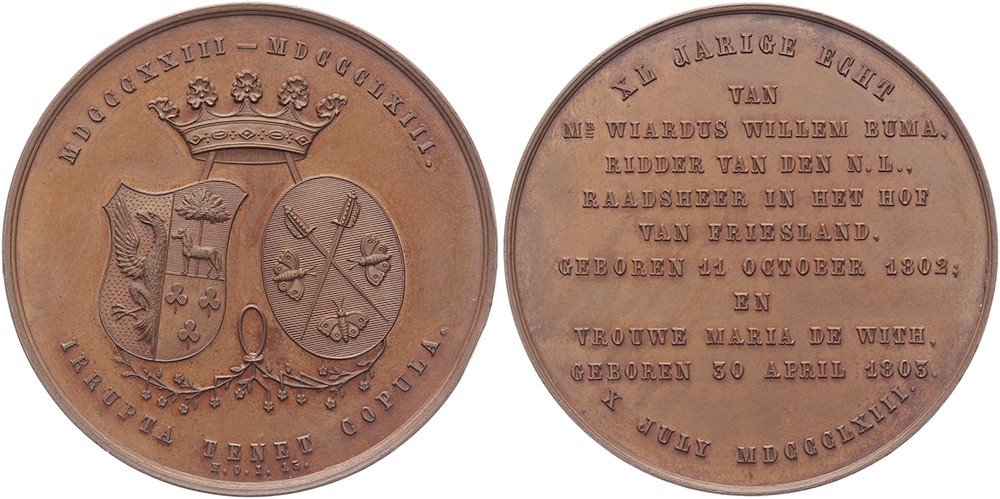 MDCCCXXIII — MDCCCLXIII.
IRRUPTA TENET COPULA.
H. O. I, 13.
XL JARIGE ECHT
VAN
Mr. WIARDUS WILLEM BUMA,
RIDDER VAN DEN N. L.,
RAADSHEER IN HET HOF
VAN FRIESLAND,
GEBOREN 11 OCTOBER 1802;
EN
VROUWE MARIA DE WITH,
GEBOREN 30 APRIL 1803.
X JULY MDCCCLXIII.